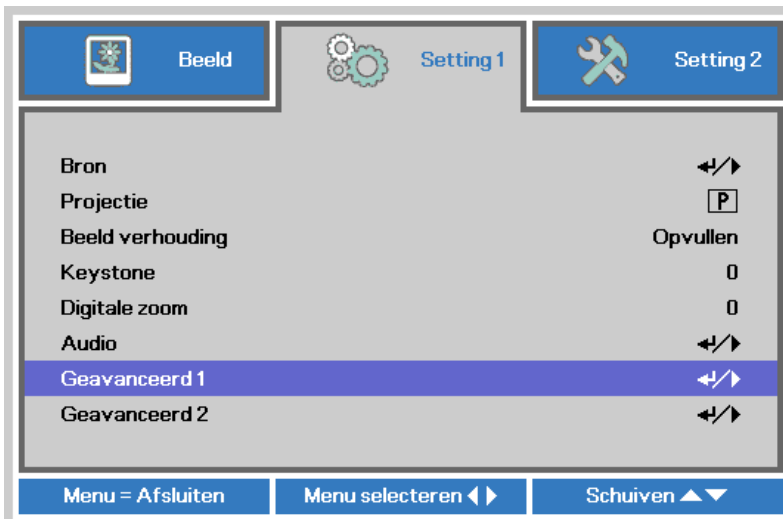 Beeld
Setting 1
Setting 2
Bron
Projectie P
Beeld verhouding Opvullen
Keystone 0
Digitale zoom 0
Audio
Geavanceerd 1
Geavanceerd 2
Menu = Afsluiten
Menu selecteren
Schuiven